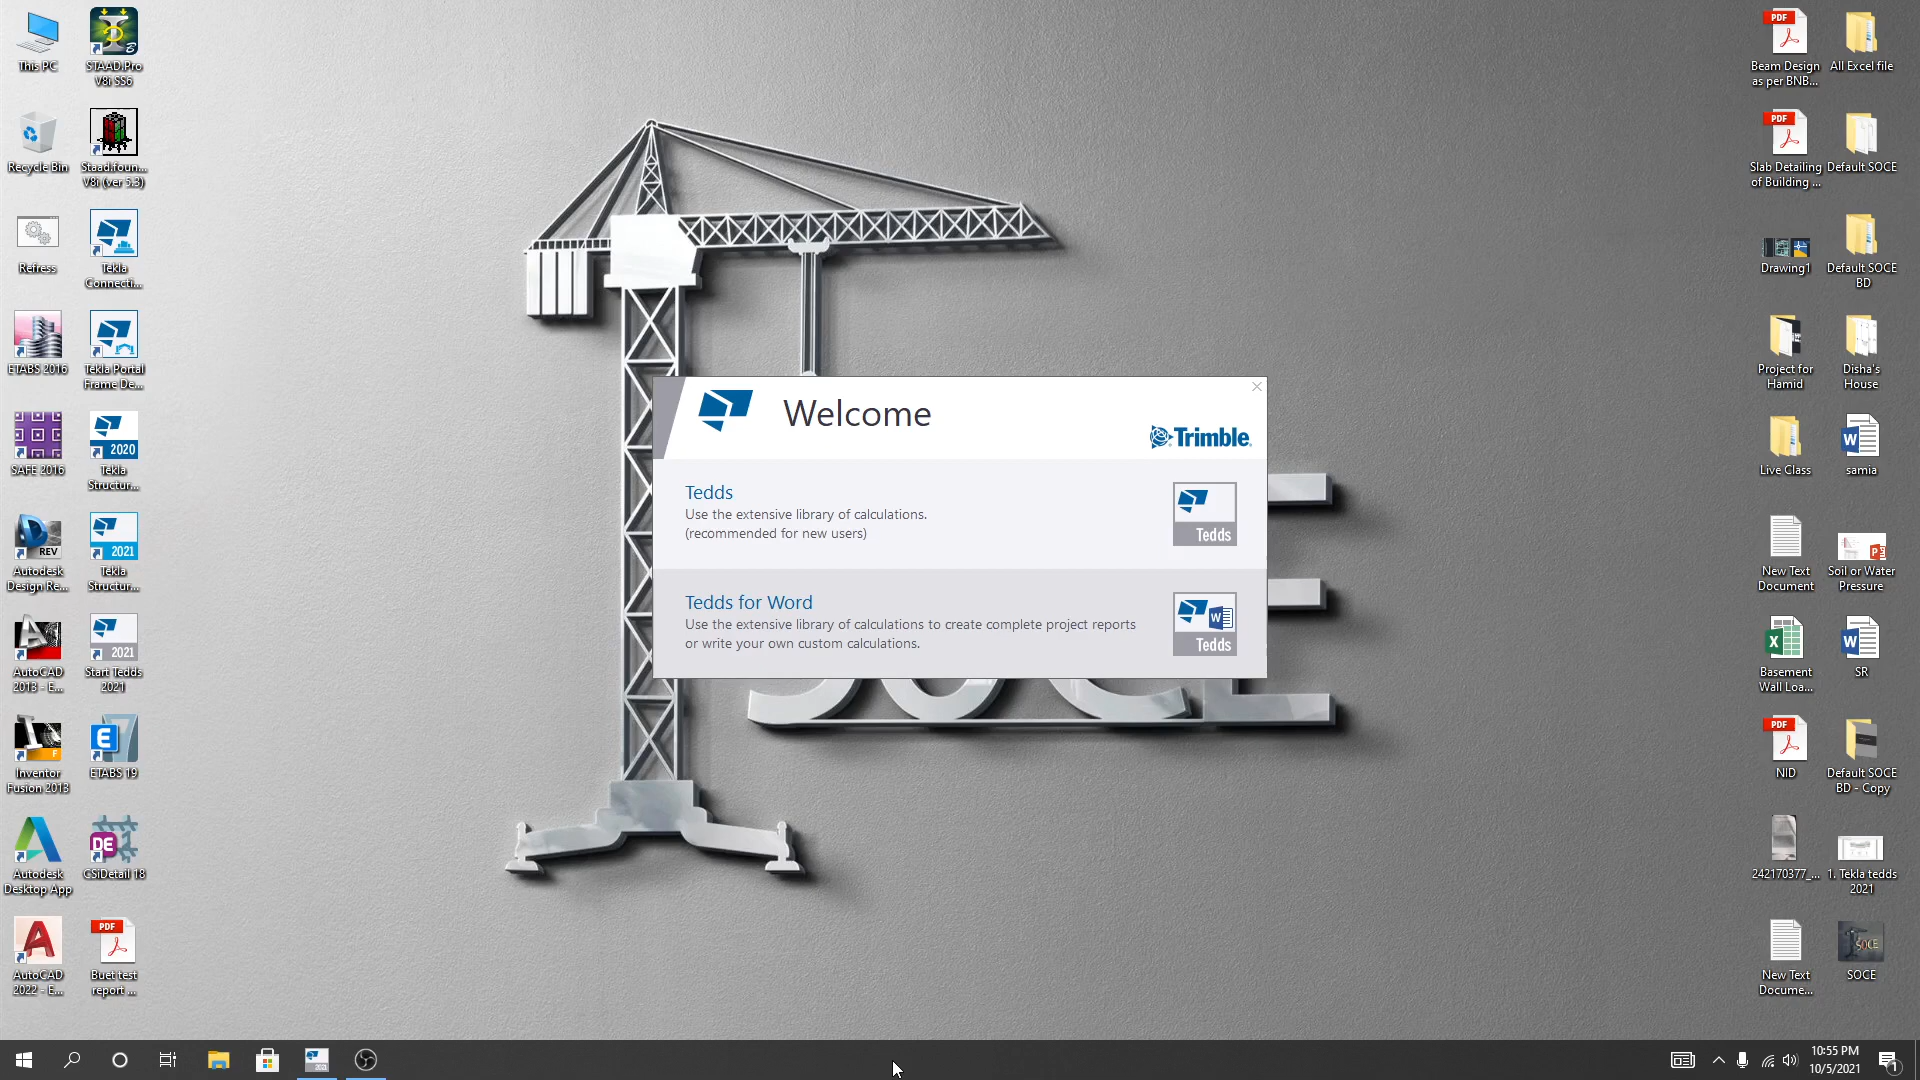 This PC
STAAD.Pro
V8i SS6
Recycle Bin
Staad.foun...
V8i (ver 5.3)
Refress
Tekla
Connecti...
ETABS 2016
Tekla Portal
Frame De...
SAFE 2016
2020
Tekla
Structur...
REV
Autodesk
Design Re...
2021
Tekla
Structur...
AutoCAD
2013 - E...
2021
Start Tedds
2021
Inventor
Fusion 2013
ETABS 19
Autodesk
Desktop App
DE
CSiDetail 18
AutoCAD
2022 - E...
PDF
Buet test
report ...
Welcome
Trimble
Tedds
Use the extensive library of calculations.
(recommended for new users)
Tedds
Tedds for Word
Use the extensive library of calculations to create complete project reports
or write your own custom calculations.
W
Tedds
PDF
Beam Design
as per BNB...
All Excel file
PDF
Slab Detailing
of Building ...
Default SOCE
Drawing1
Default SOCE
BD
Project for
Hamid
Disha's
House
Live Class
W
samia
New Text
Document
P
Soil or Water
Pressure
X
Basement
Wall Loa...
W
SR
PDF
NID
Default SOCE
BD - Copy
242170377_...
1. Tekla tedds
2021
New Text
Docume...
SOCE
SOCE
2021
10:55 PM
10/5/2021
1